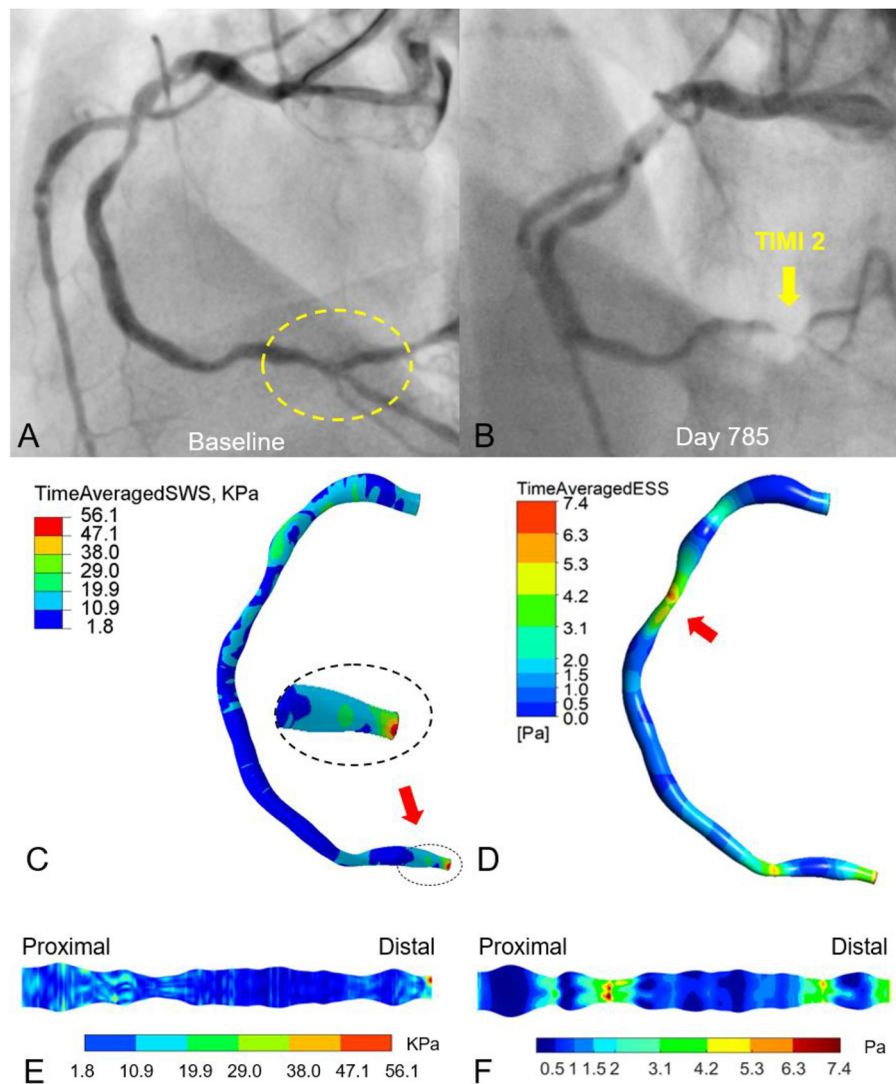 A
Baseline
B
TIMI 2
Day 785
TimeAveragedSWS, KPa
56.1
47.1
38.0
29.0
19.9
10.9
1.8
C
TimeAveragedESS
7.4
6.3
5.3
4.2
3.1
2.0
1.5
1.0
0.5
0.0
[Pa]
D
Proximal Distal
KPa
1.8 10.9 19.9 29.0 38.0 47.1 56.1
E
Proximal Distal
Pa
0.5 1 1.5 2 3.1 4.2 5.3 6.3 7.4
F